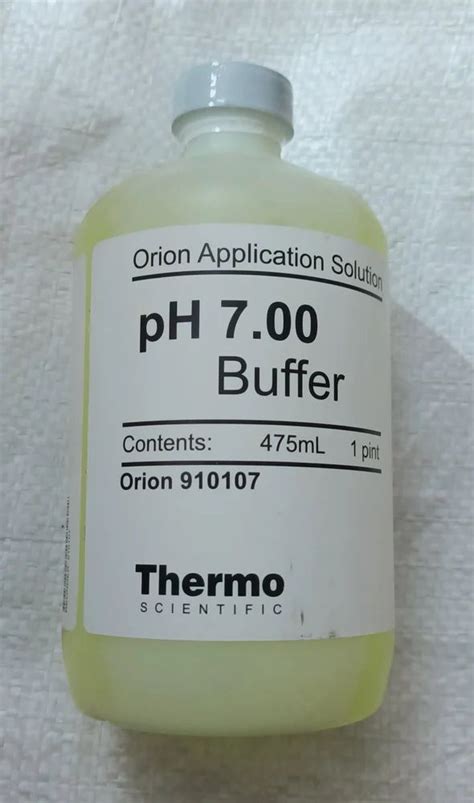 Orion Application Solution
pH 7.00
Buffer
Contents: 475mL 1 pint
Orion 910107
Thermo
SCIENTIFIC